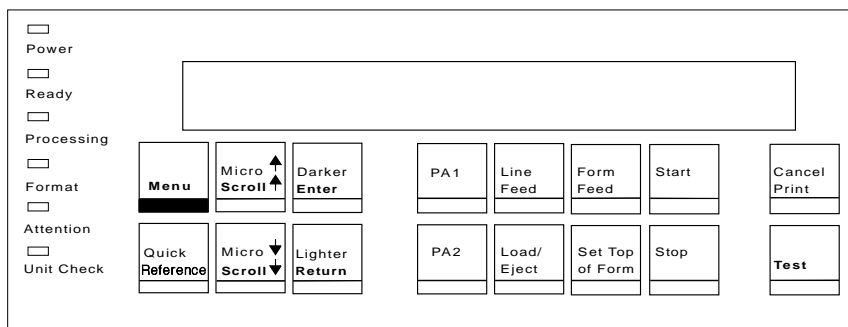 Power
Ready
Processing
Format
Attention
Unit Check
Menu
Micro
Scroll
Darker
Enter
PA1
Line
Feed
Form
Feed
Start
Cancel
Print
Quick
Reference
Micro
Scroll
Lighter
Return
PA2
Load/
Eject
Set Top
of Form
Stop
Test